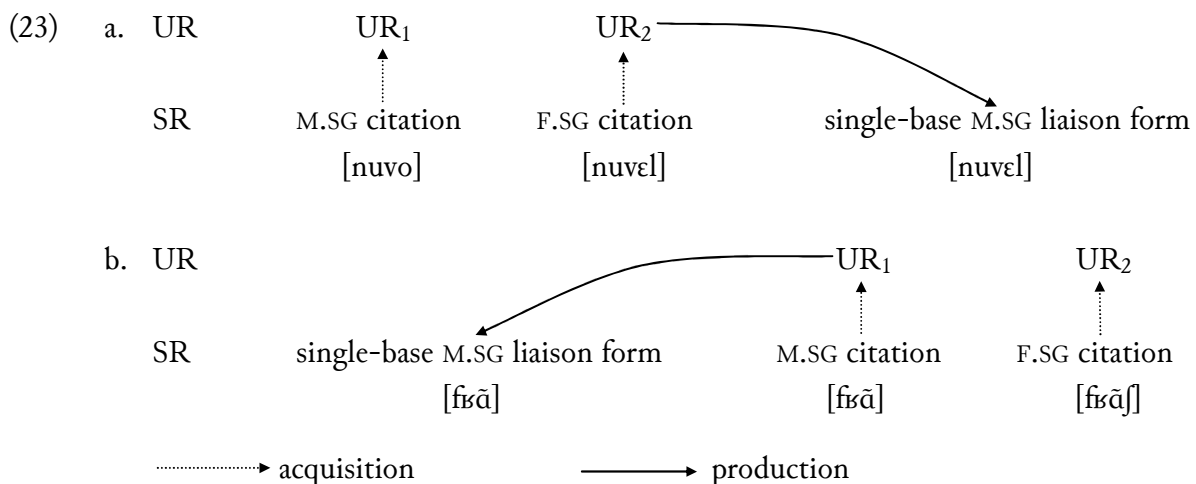 (23) a. UR UR₁ UR₂
SR M.SG citation F.SG citation single-base M.SG liaison form
[nuvo] [nuvɛl] [nuvɛl]
b. UR UR₁ UR₂
SR single-base M.SG liaison form M.SG citation F.SG citation
[fʁɑ̃] [fʁɑ̃] [fʁɑ̃ʃ]
acquisition production